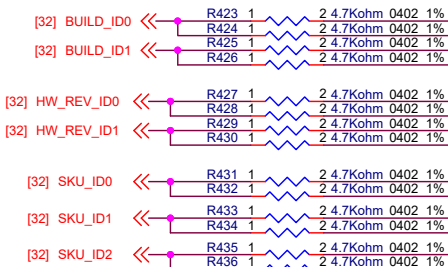 [32] BUILD_ID0 R423 1 2 4.7Kohm 0402 1%
R424 1 2 4.7Kohm 0402 1%
[32] BUILD_ID1 R425 1 2 4.7Kohm 0402 1%
R426 1 2 4.7Kohm 0402 1%
[32] HW_REV_ID0 R427 1 2 4.7Kohm 0402 1%
R428 1 2 4.7Kohm 0402 1%
[32] HW_REV_ID1 R429 1 2 4.7Kohm 0402 1%
R430 1 2 4.7Kohm 0402 1%
[32] SKU_ID0 R431 1 2 4.7Kohm 0402 1%
R432 1 2 4.7Kohm 0402 1%
[32] SKU_ID1 R433 1 2 4.7Kohm 0402 1%
R434 1 2 4.7Kohm 0402 1%
[32] SKU_ID2 R435 1 2 4.7Kohm 0402 1%
R436 1 2 4.7Kohm 0402 1%